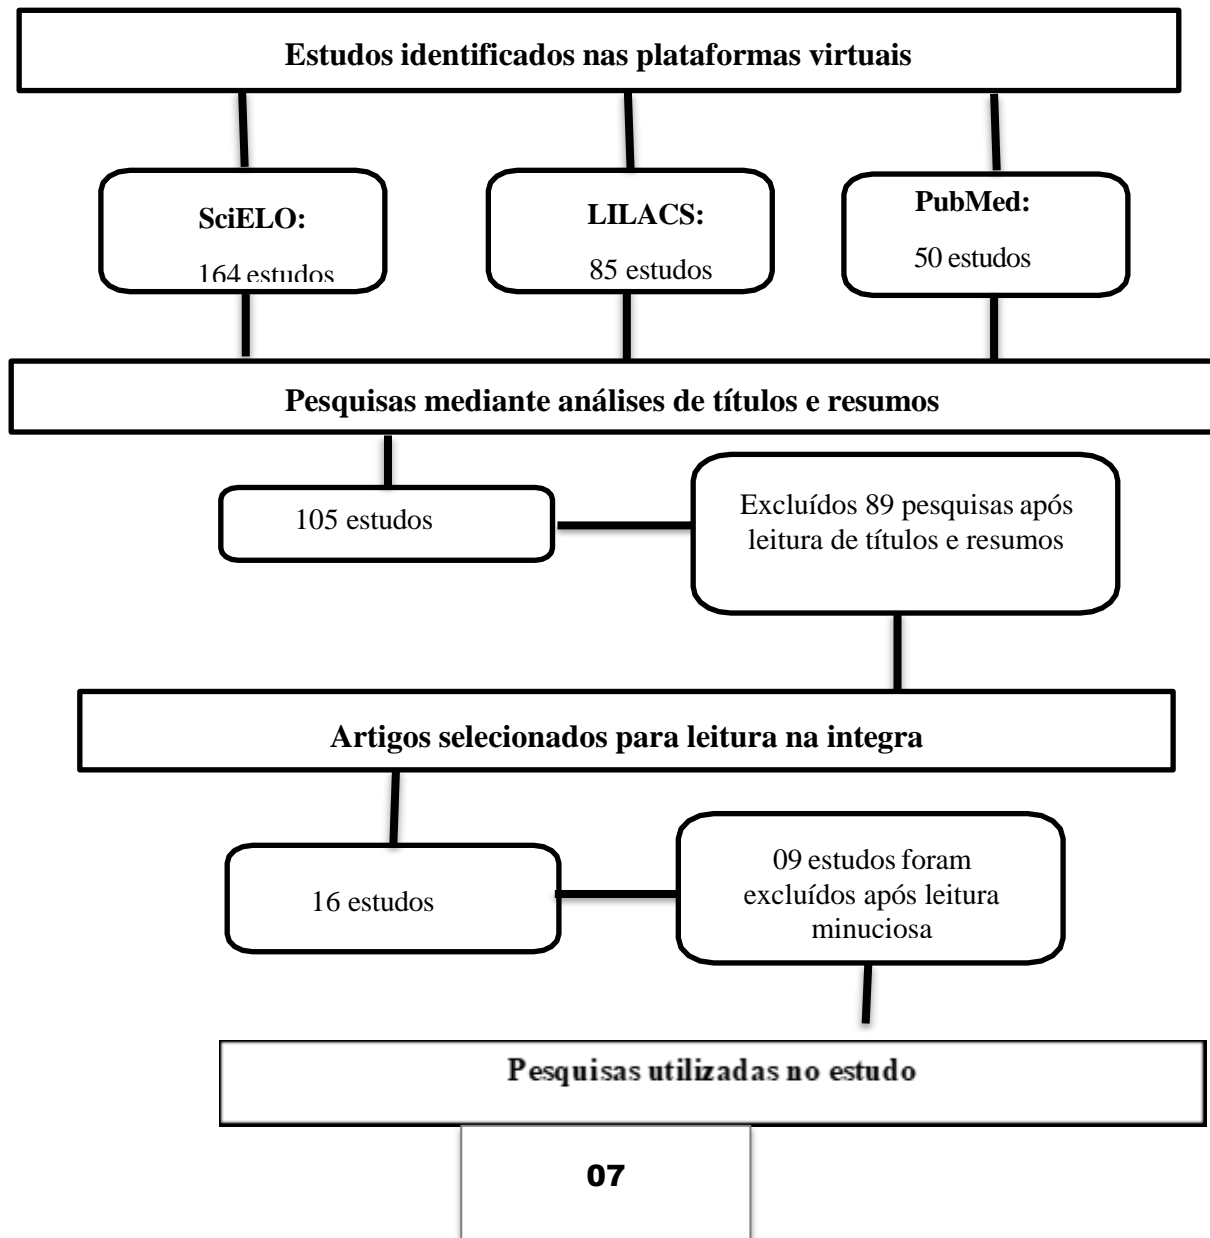 Estudos identificados nas plataformas virtuais
SciELO:
164 estudos
LILACS:
85 estudos
PubMed:
50 estudos
Pesquisas mediante análises de títulos e resumos
105 estudos
Excluídos 89 pesquisas após
leitura de títulos e resumos
Artigos selecionados para leitura na integra
16 estudos
09 estudos foram
excluídos após leitura
minuciosa
Pesquisas utilizadas no estudo
07